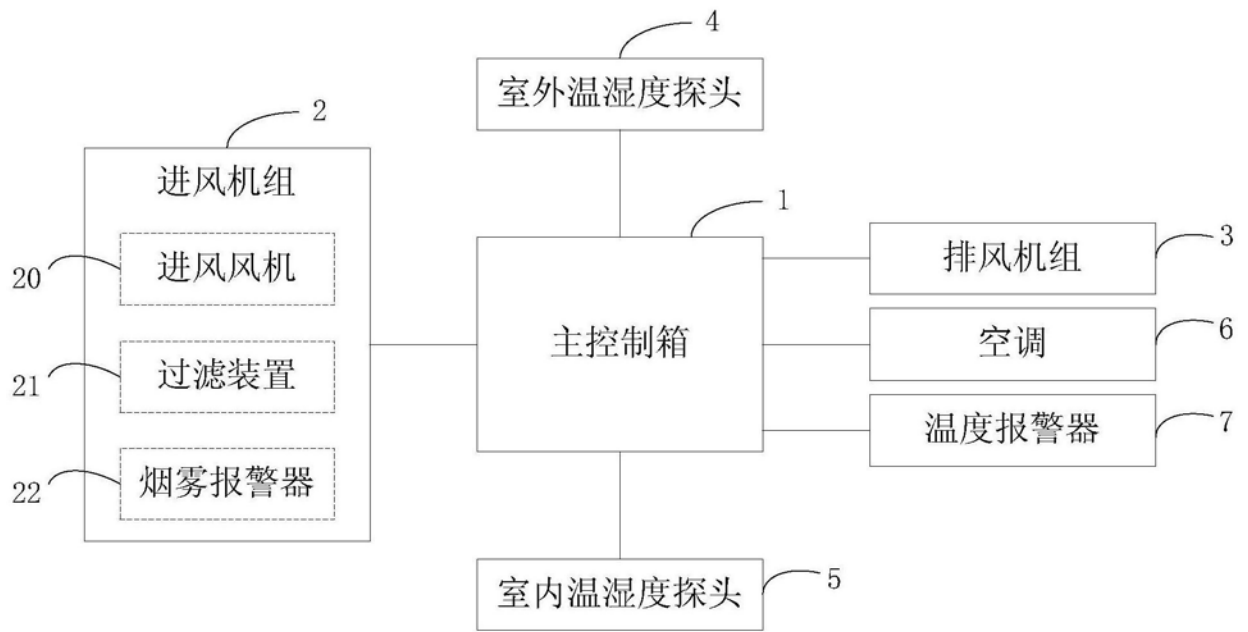 4
室外温湿度探头
2
进风机组
1
进风风机
20
排风机组
3
主控制箱
空调
6
过滤装置
21
温度报警器
7
烟雾报警器
22
室内温湿度探头
5